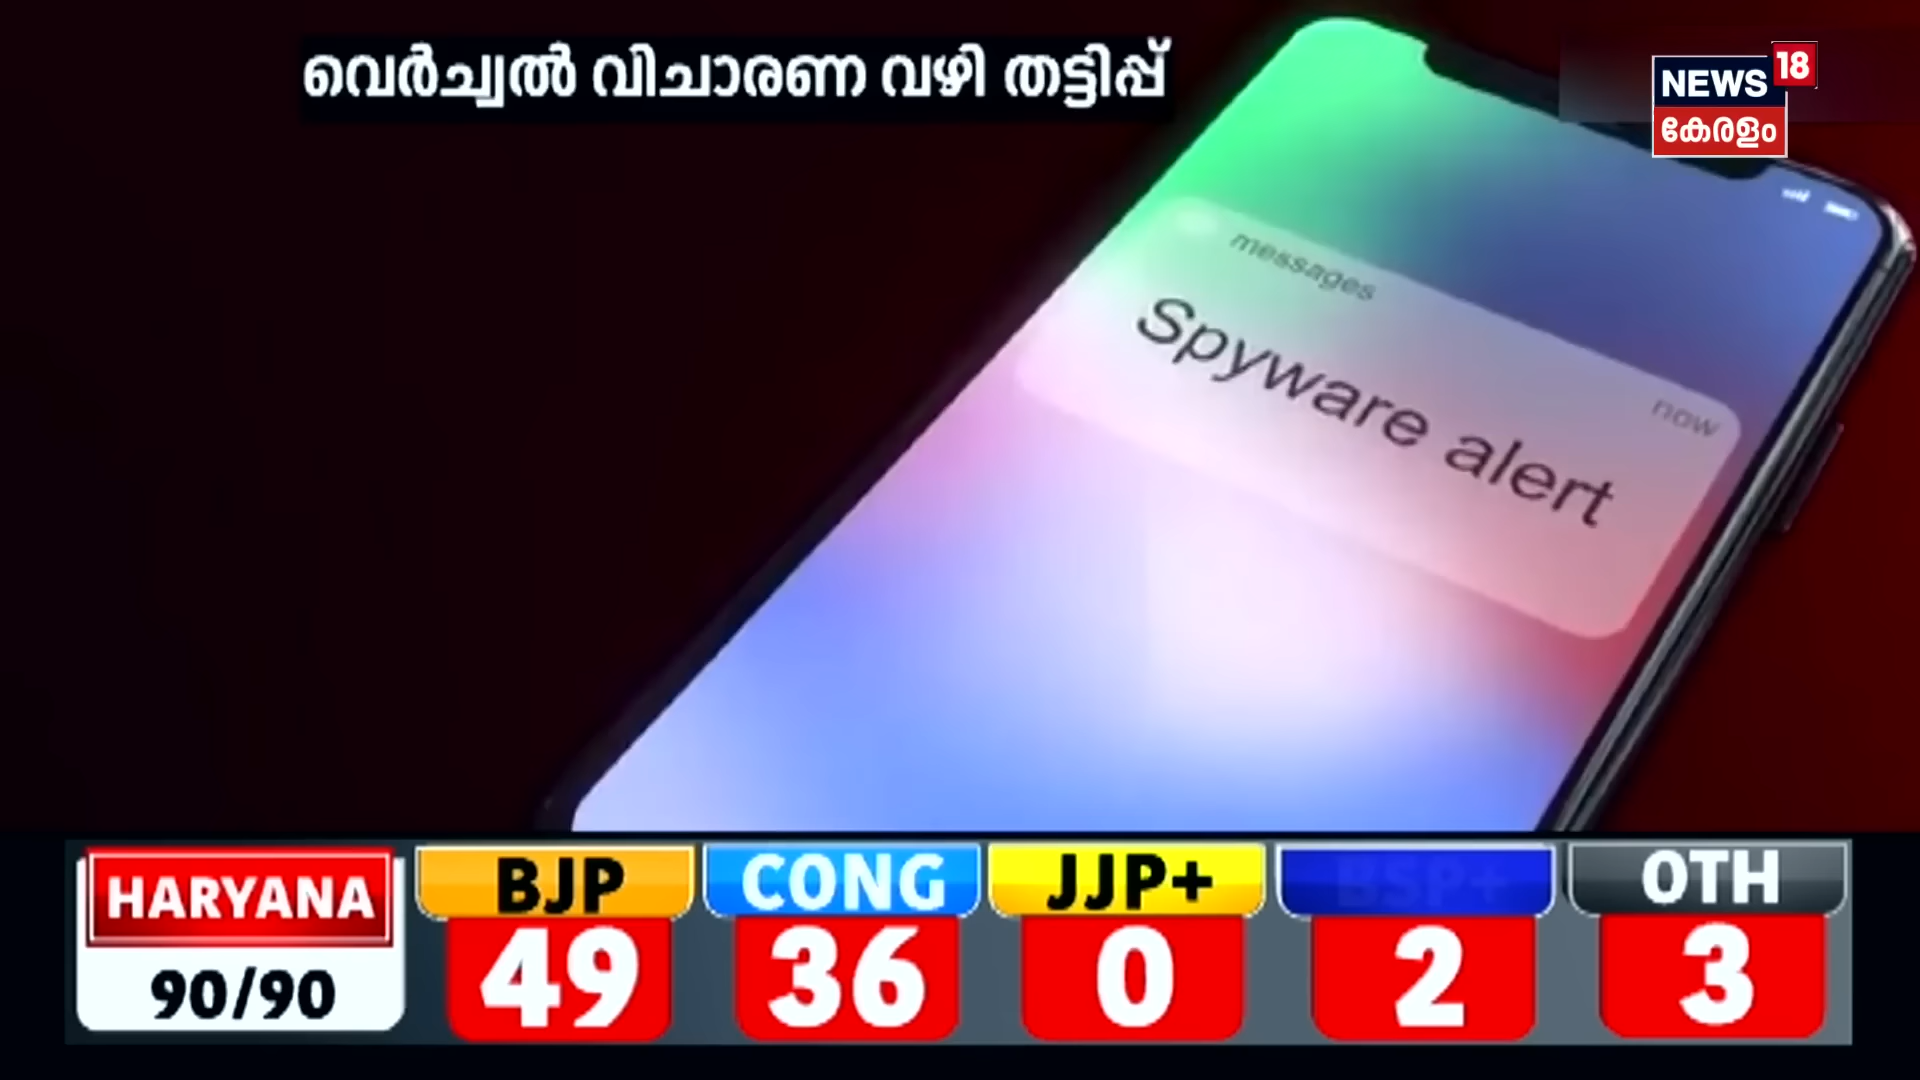 വെർച്വൽ വിചാരണ വഴി തട്ടിപ്പ്
NEWS 18
കേരളം
messages
now
Spyware alert
HARYANA BJP CONG JJP+ BSP+ OTH
90/90 49 36 0 2 3